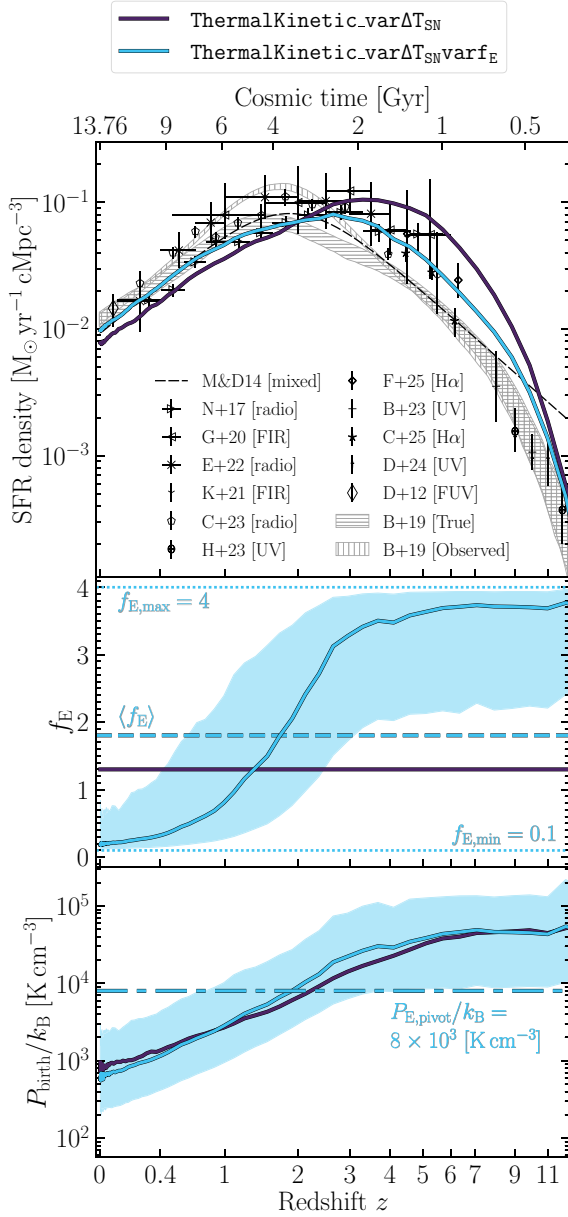 ThermalKinetic_varΔT_SN
ThermalKinetic_varΔT_SNvarf_E
Cosmic time [Gyr]
13.76 9 6 4 2 1 0.5
SFR density [M⊙ yr⁻¹ cMpc⁻³]
10⁻¹
10⁻²
10⁻³
M&D14 [mixed]
N+17 [radio]
G+20 [FIR]
E+22 [radio]
K+21 [FIR]
C+23 [radio]
H+23 [UV]
F+25 [Hα]
B+23 [UV]
C+25 [Hα]
D+24 [UV]
D+12 [FUV]
B+19 [True]
B+19 [Observed]
f_E
4
3
2
1
0
f_E,max = 4
⟨f_E⟩
f_E,min = 0.1
P_birth/k_B [K cm⁻³]
10⁵
10⁴
10³
10²
P_E,pivot/k_B =
8 × 10³ [K cm⁻³]
0 0.4 1 2 3 4 5 6 7 9 11
Redshift z